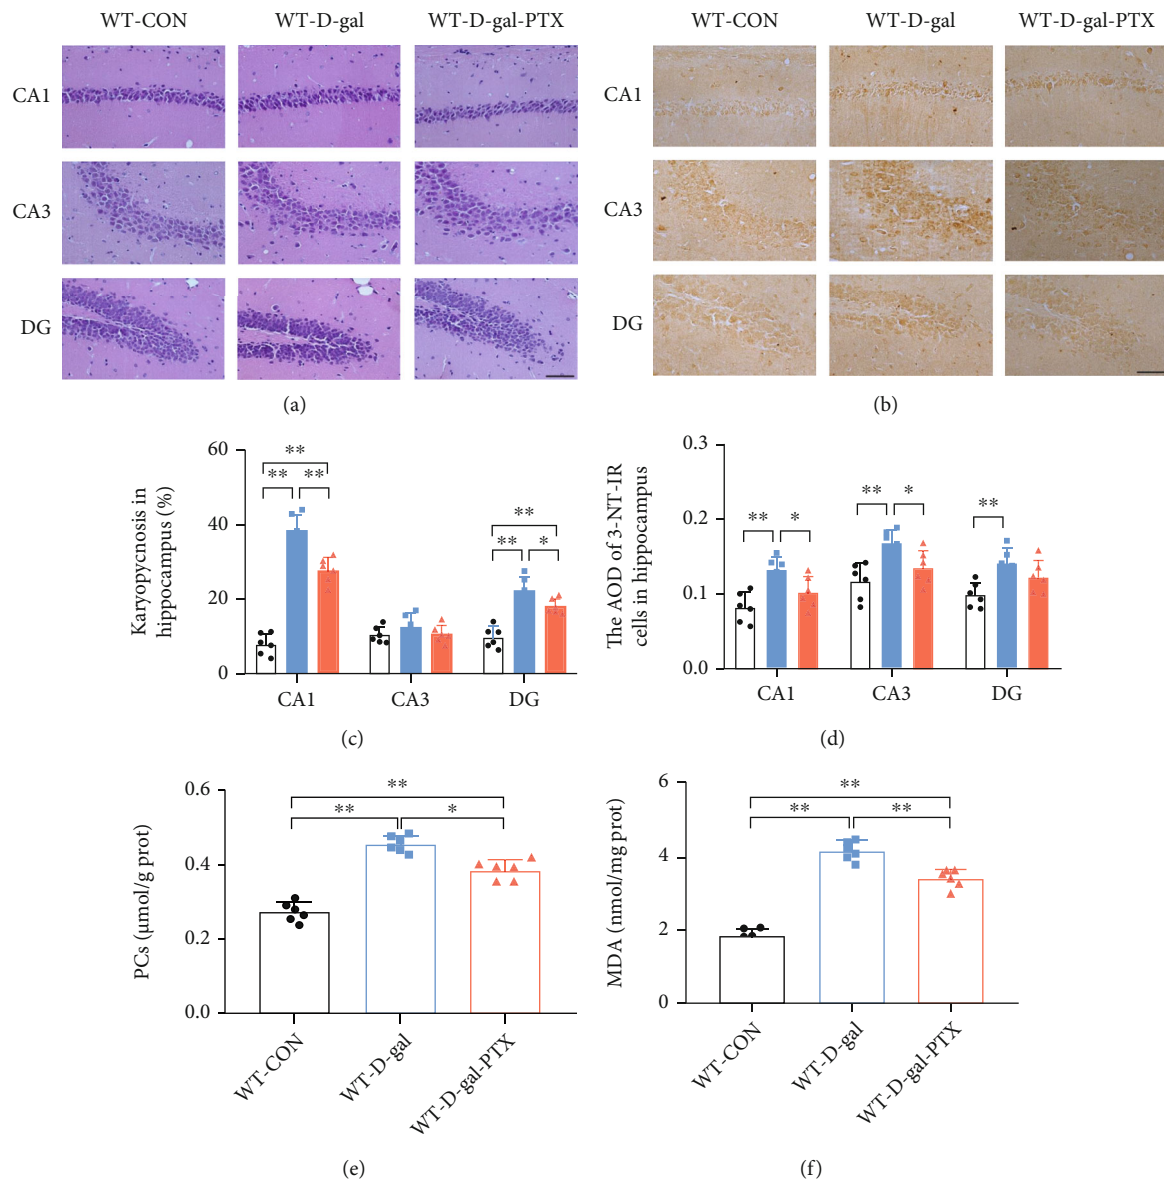 WT-CON WT-D-gal WT-D-gal-PTX
CA1
CA3
DG
(a)
WT-CON WT-D-gal WT-D-gal-PTX
CA1
CA3
DG
(b)
Karyopycnosis in
hippocampus (%)
60
40
20
0
** ** **
** ** *
CA1 CA3 DG
(c)
The AOD of 3-NT-IR
cells in hippocampus
0.3
0.2
0.1
0.0
** *
** *
**
CA1 CA3 DG
(d)
PCs (μmol/g prot)
0.6
0.4
0.2
0.0
**
** *
WT-CON
WT-D-gal
WT-D-gal-PTX
(e)
MDA (nmol/mg prot)
6
4
2
0
**
** **
WT-CON
WT-D-gal
WT-D-gal-PTX
(f)